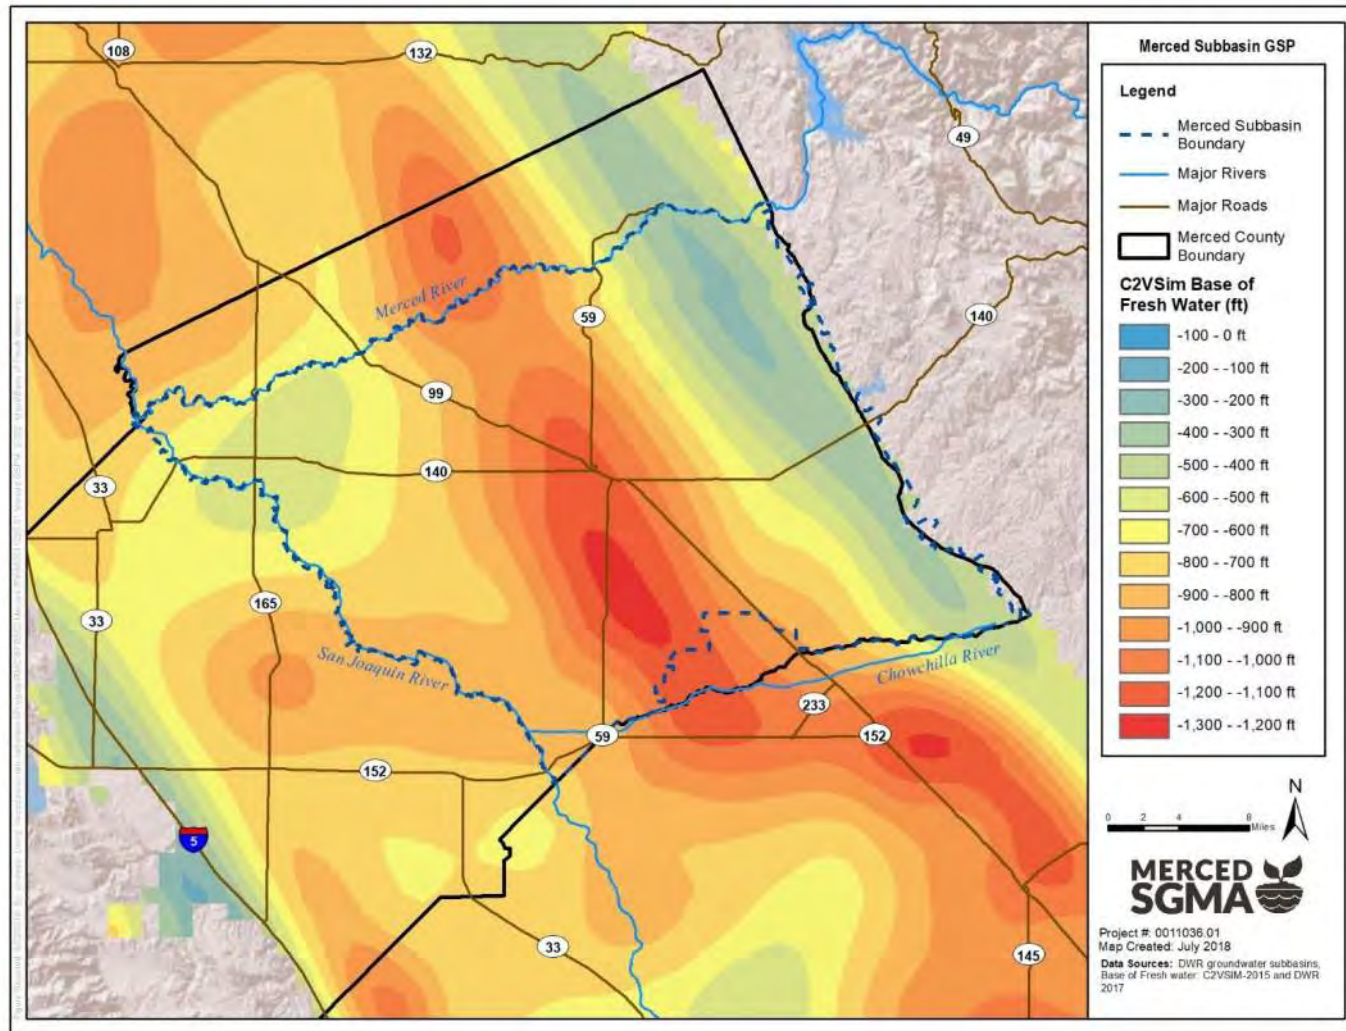 Merced Subbasin GSP
Legend
Merced Subbasin
Boundary
Major Rivers
Major Roads
Merced County
Boundary
C2VSim Base of
Fresh Water (ft)
-100 - 0 ft
-200 - -100 ft
-300 - -200 ft
-400 - -300 ft
-500 - -400 ft
-600 - -500 ft
-700 - -600 ft
-800 - -700 ft
-900 - -800 ft
-1,000 - -900 ft
-1,100 - -1,000 ft
-1,200 - -1,100 ft
-1,300 - -1,200 ft
N
0 2 4 8
Miles
MERCED
SGMA
Project #: 0011036.01
Map Created: July 2018
Data Sources: DWR groundwater subbasins,
Base of Fresh water: C2VSIM-2015 and DWR
2017
108
132
49
Merced River
59
140
99
140
33
165
33
San Joaquin River
Chowchilla River
233
59
152
152
5
33
145